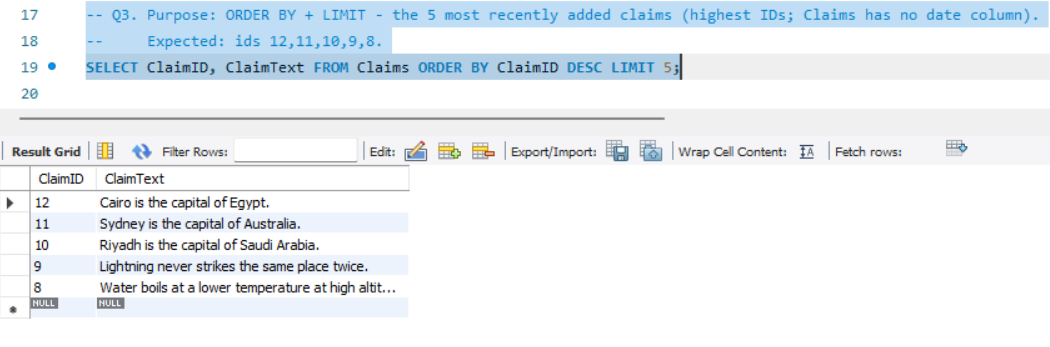 17 -- Q3. Purpose: ORDER BY + LIMIT - the 5 most recently added claims (highest IDs; Claims has no date column).
18 --      Expected: ids 12,11,10,9,8.
19 SELECT ClaimID, ClaimText FROM Claims ORDER BY ClaimID DESC LIMIT 5;
20
Result Grid Filter Rows: Edit: Export/Import: Wrap Cell Content: IA Fetch rows:
ClaimID ClaimText
12 Cairo is the capital of Egypt.
11 Sydney is the capital of Australia.
10 Riyadh is the capital of Saudi Arabia.
9 Lightning never strikes the same place twice.
8 Water boils at a lower temperature at high altit...
NULL NULL